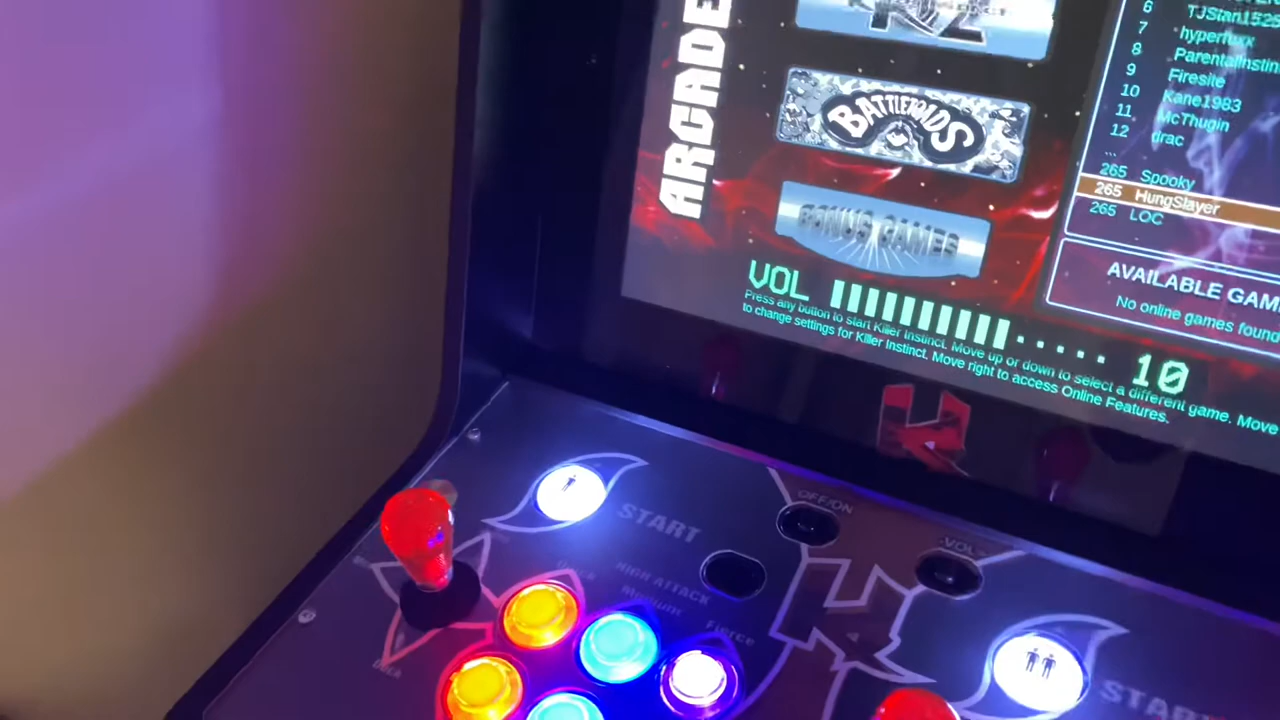 ARCADE
BATTLETOADS
BONUS GAMES
6 TJStan1525
7 hyperfuxx
8 ParentalInstin
9 Firesite
10 Kane1983
11 McThugin
12 drac
...
265 Spooky
265 HungSlayer
265 LOC
AVAILABLE GAM
No online games found
VOL 10
Press any button to start Killer Instinct. Move up or down to select a different game. Move
to change settings for Killer Instinct. Move right to access Online Features.
START
OFF/ON
-VOL-
HIGH ATTACK
Quick
Medium
Fierce
START